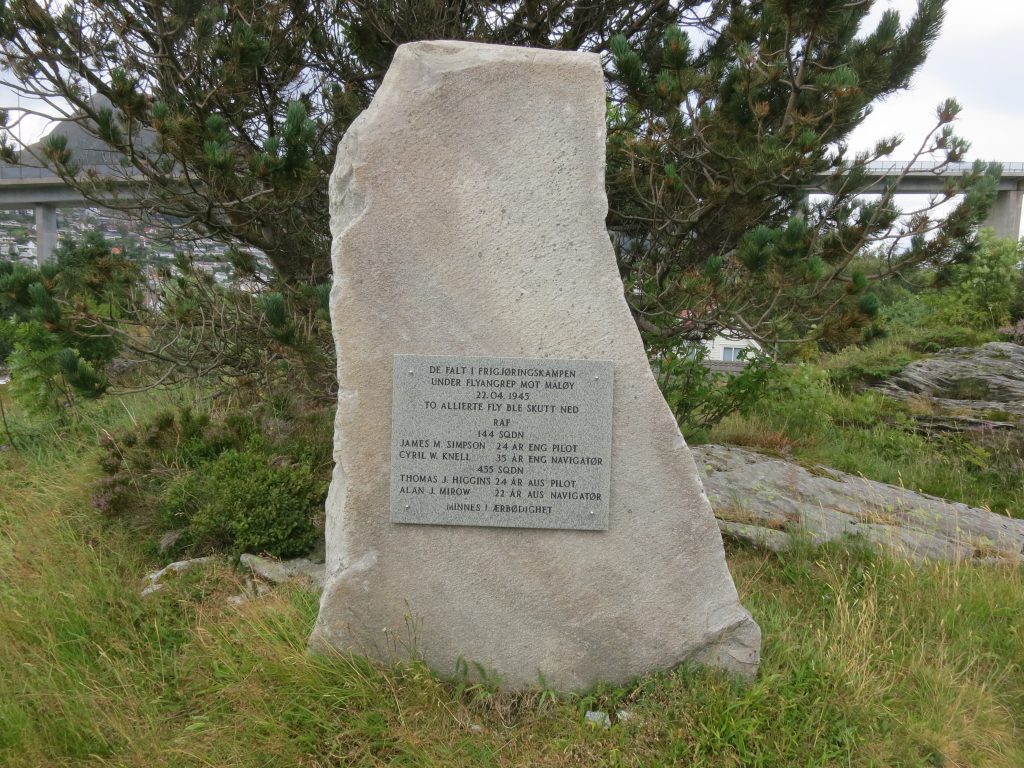 DE FALT I FRIGJØRINGSKAMPEN
UNDER FLYANGREP MOT MÅLØY
22.04.1945
TO ALLIERTE FLY BLE SKUTT NED
RAF
144 SQDN
JAMES M. SIMPSON 24 ÅR ENG PILOT
CYRIL W. KNELL 35 ÅR ENG NAVIGATØR
455 SQDN
THOMAS J. HIGGINS 24 ÅR AUS PILOT
ALAN J. MIROW 22 ÅR AUS NAVIGATØR
MINNES I ÆRBØDIGHET